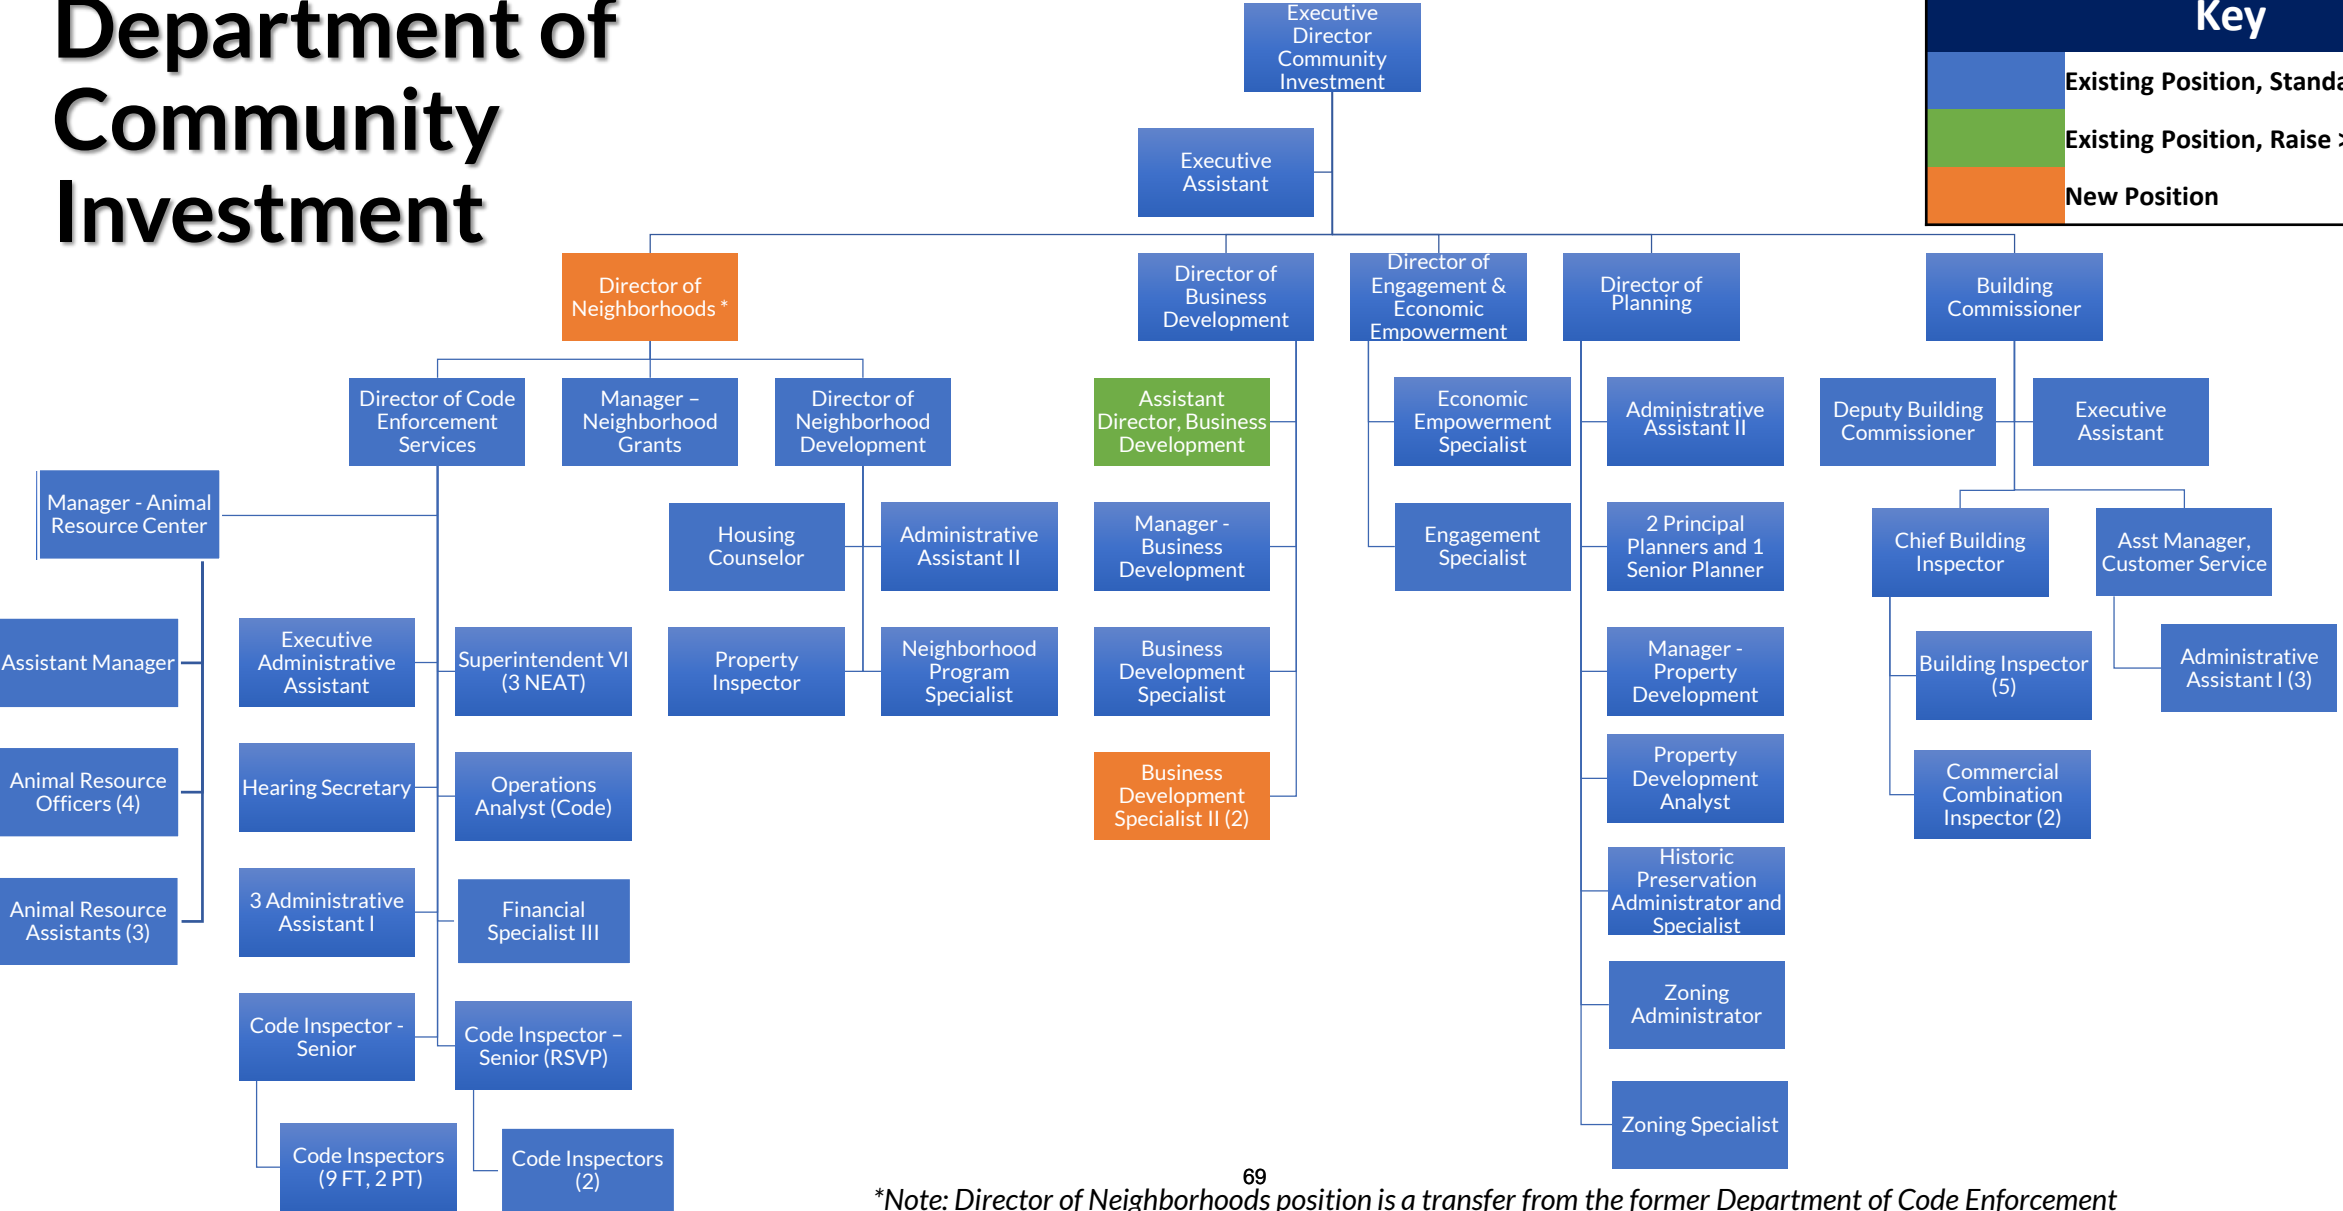 Department of
Community
Investment
Key
Existing Position, Standa
Existing Position, Raise >
New Position
Executive
Director
Community
Investment
Executive
Assistant
Director of
Neighborhoods *
Director of
Business
Development
Director of
Engagement &
Economic
Empowerment
Director of
Planning
Building
Commissioner
Director of Code
Enforcement
Services
Manager –
Neighborhood
Grants
Director of
Neighborhood
Development
Assistant
Director, Business
Development
Economic
Empowerment
Specialist
Administrative
Assistant II
Deputy Building
Commissioner
Executive
Assistant
Manager - Animal
Resource Center
Housing
Counselor
Administrative
Assistant II
Manager -
Business
Development
Engagement
Specialist
2 Principal
Planners and 1
Senior Planner
Chief Building
Inspector
Asst Manager,
Customer Service
Assistant Manager
Executive
Administrative
Assistant
Superintendent VI
(3 NEAT)
Property
Inspector
Neighborhood
Program
Specialist
Business
Development
Specialist
Manager -
Property
Development
Building Inspector
(5)
Administrative
Assistant I (3)
Animal Resource
Officers (4)
Hearing Secretary
Operations
Analyst (Code)
Business
Development
Specialist II (2)
Property
Development
Analyst
Commercial
Combination
Inspector (2)
Animal Resource
Assistants (3)
3 Administrative
Assistant I
Financial
Specialist III
Historic
Preservation
Administrator and
Specialist
Code Inspector -
Senior
Code Inspector –
Senior (RSVP)
Zoning
Administrator
Code Inspectors
(9 FT, 2 PT)
Code Inspectors
(2)
Zoning Specialist
69
*Note: Director of Neighborhoods position is a transfer from the former Department of Code Enforcement